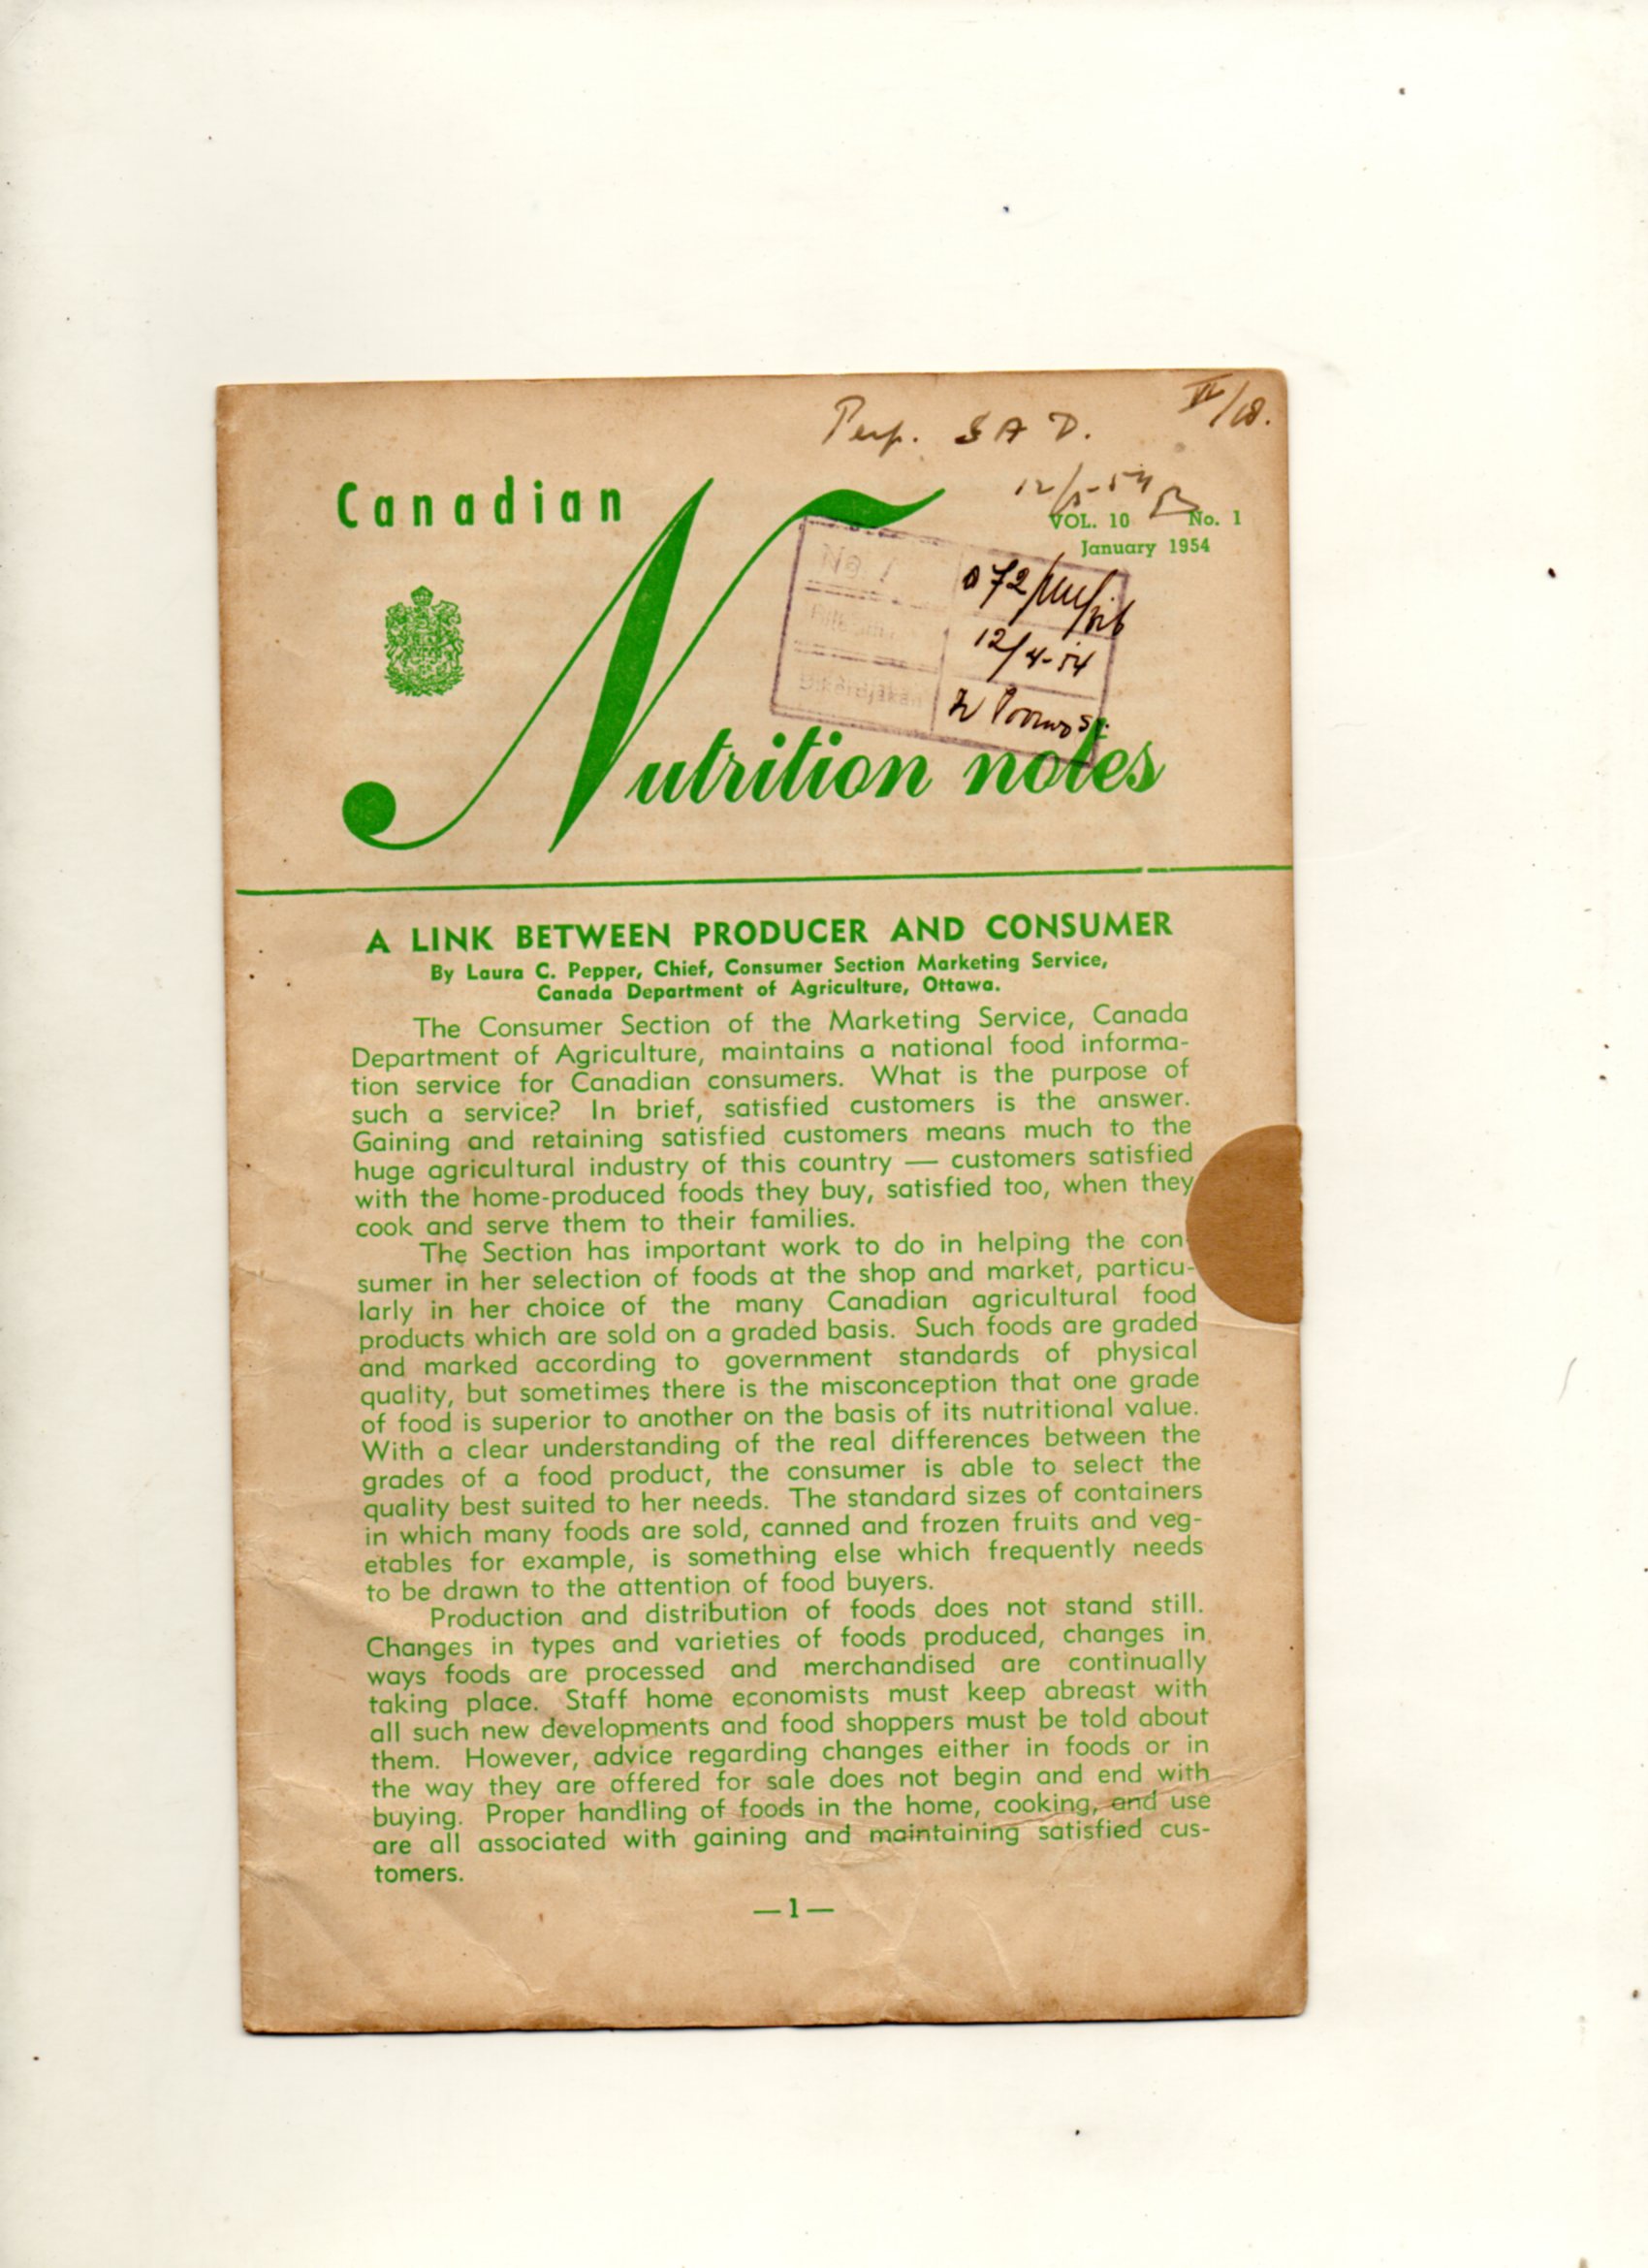 Perp. S A D.
12/5-54
Canadian
VOL. 10 No. 1
January 1954
No. 1
12/4-54
Nutrition notes
A LINK BETWEEN PRODUCER AND CONSUMER
By Laura C. Pepper, Chief, Consumer Section Marketing Service,
Canada Department of Agriculture, Ottawa.
The Consumer Section of the Marketing Service, Canada
Department of Agriculture, maintains a national food informa-
tion service for Canadian consumers. What is the purpose of
such a service? In brief, satisfied customers is the answer.
Gaining and retaining satisfied customers means much to the
huge agricultural industry of this country — customers satisfied
with the home-produced foods they buy, satisfied too, when they
cook and serve them to their families.
The Section has important work to do in helping the con-
sumer in her selection of foods at the shop and market, particu-
larly in her choice of the many Canadian agricultural food
products which are sold on a graded basis. Such foods are graded
and marked according to government standards of physical
quality, but sometimes there is the misconception that one grade
of food is superior to another on the basis of its nutritional value.
With a clear understanding of the real differences between the
grades of a food product, the consumer is able to select the
quality best suited to her needs. The standard sizes of containers
in which many foods are sold, canned and frozen fruits and veg-
etables for example, is something else which frequently needs
to be drawn to the attention of food buyers.
Production and distribution of foods does not stand still.
Changes in types and varieties of foods produced, changes in
ways foods are processed and merchandised are continually
taking place. Staff home economists must keep abreast with
all such new developments and food shoppers must be told about
them. However, advice regarding changes either in foods or in
the way they are offered for sale does not begin and end with
buying. Proper handling of foods in the home, cooking, and use
are all associated with gaining and maintaining satisfied cus-
tomers.
—1—